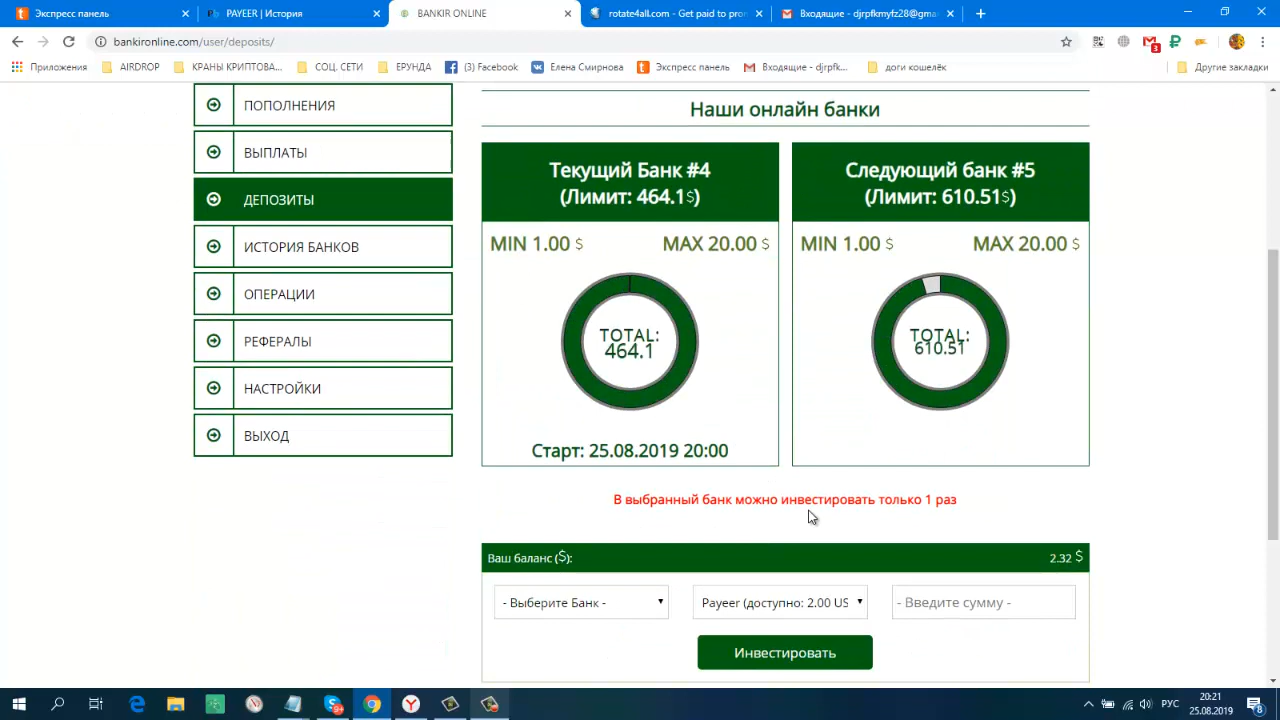 Экспресс панель
PAYEER | История
BANKIR ONLINE
rotate4all.com - Get paid to pro
Входящие - djrpfkmyfz28@gma
bankironline.com/user/deposits/
3
Приложения
AIRDROP
КРАНЫ КРИПТОВА...
СОЦ. СЕТИ
ЕРУНДА
(3) Facebook
Елена Смирнова
Экспресс панель
Входящие - djrpfk...
доги кошелёк
Другие закладки
ПОПОЛНЕНИЯ
ВЫПЛАТЫ
ДЕПОЗИТЫ
ИСТОРИЯ БАНКОВ
ОПЕРАЦИИ
РЕФЕРАЛЫ
НАСТРОЙКИ
ВЫХОД
Наши онлайн банки
Текущий Банк #4
(Лимит: 464.1$)
MIN 1.00 $ MAX 20.00 $
TOTAL:
464.1
Старт: 25.08.2019 20:00
Следующий банк #5
(Лимит: 610.51$)
MIN 1.00 $ MAX 20.00 $
TOTAL:
610.51
В выбранный банк можно инвестировать только 1 раз
Ваш баланс ($): 2.32 $
- Выберите Банк - Payeer (доступно: 2.00 US - Введите сумму -
Инвестировать
РУС
20:21
25.08.2019
8